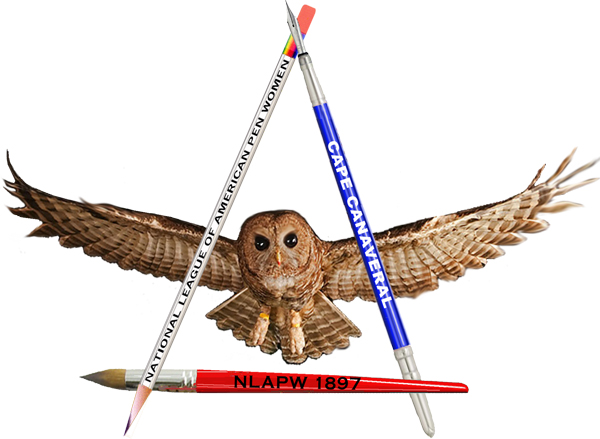 NATIONAL LEAGUE OF AMERICAN PEN WOMEN
CAPE CANAVERAL
NLAPW 1897